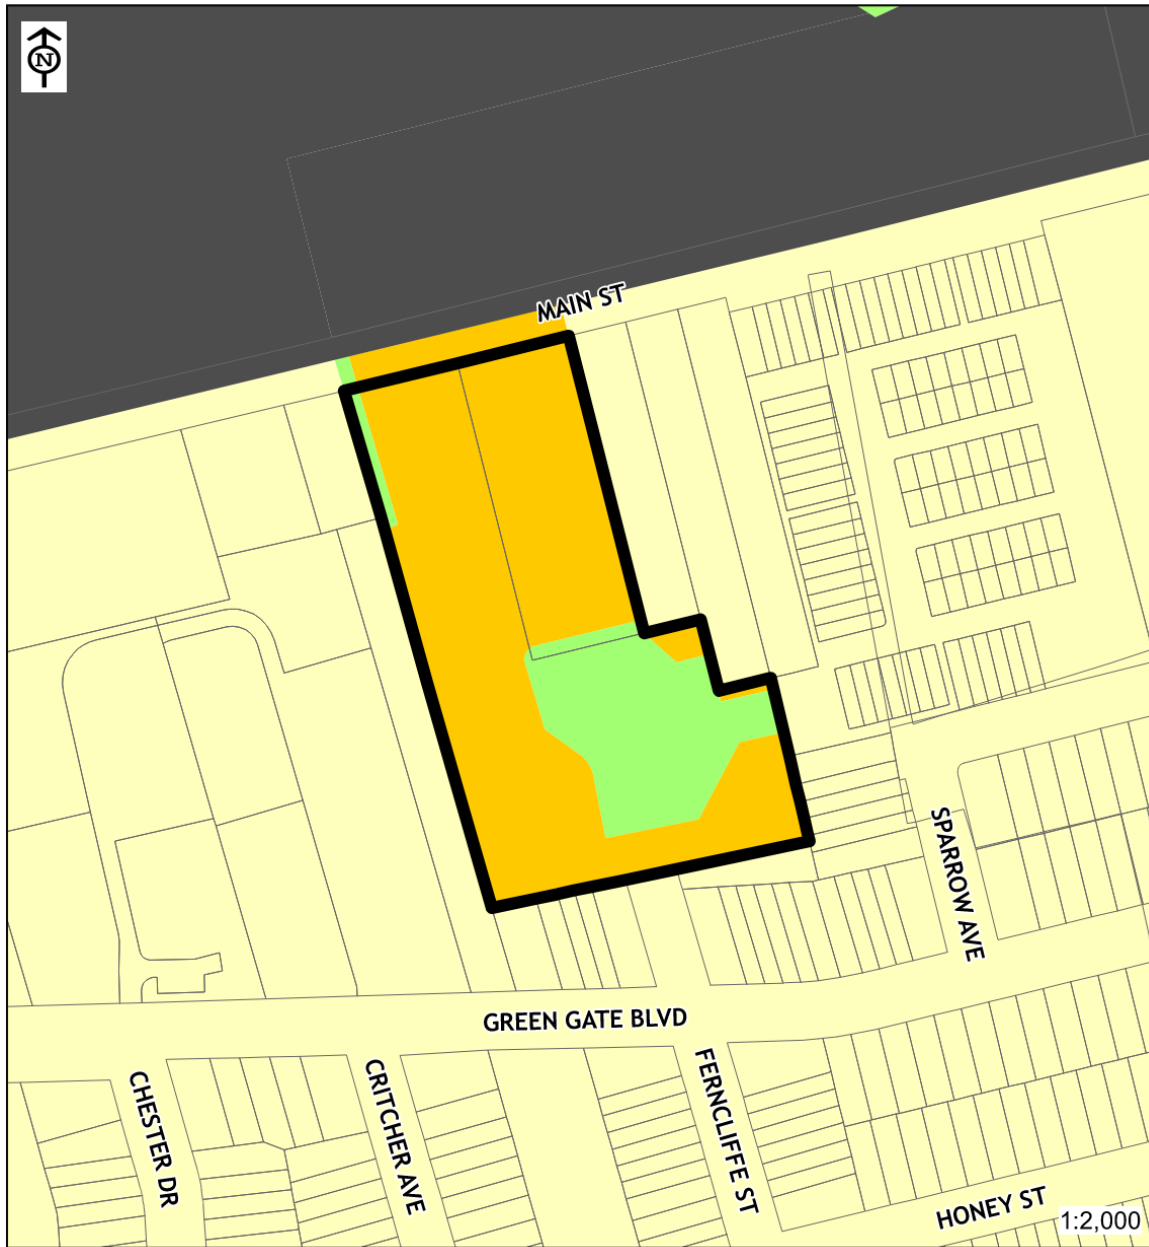 N
MAIN ST
SPARROW AVE
GREEN GATE BLVD
CHESTER DR
CRITCHER AVE
FERNCLIFFE ST
HONEY ST
1:2,000